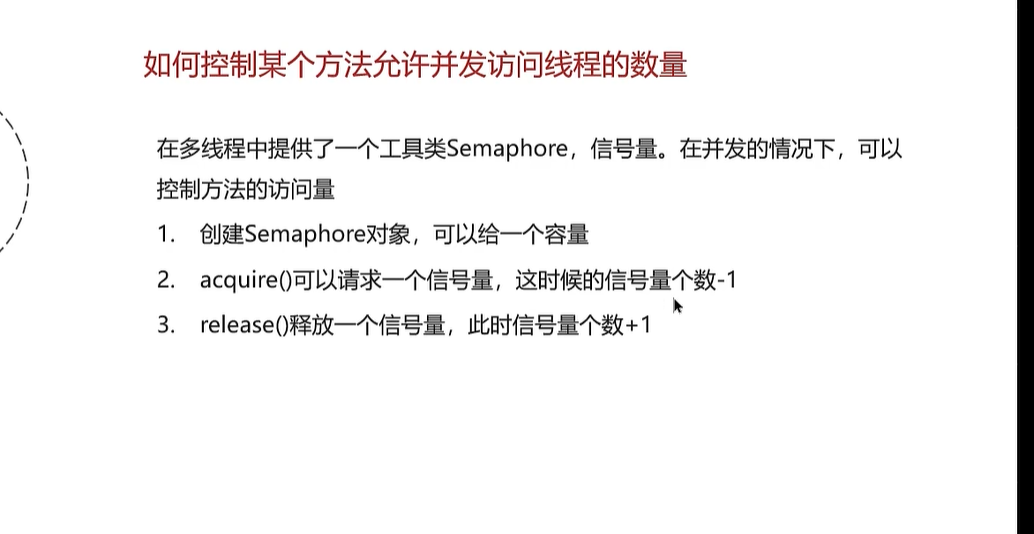 如何控制某个方法允许并发访问线程的数量
在多线程中提供了一个工具类Semaphore，信号量。在并发的情况下，可以
控制方法的访问量
1. 创建Semaphore对象，可以给一个容量
2. acquire()可以请求一个信号量，这时候的信号量个数-1
3. release()释放一个信号量，此时信号量个数+1